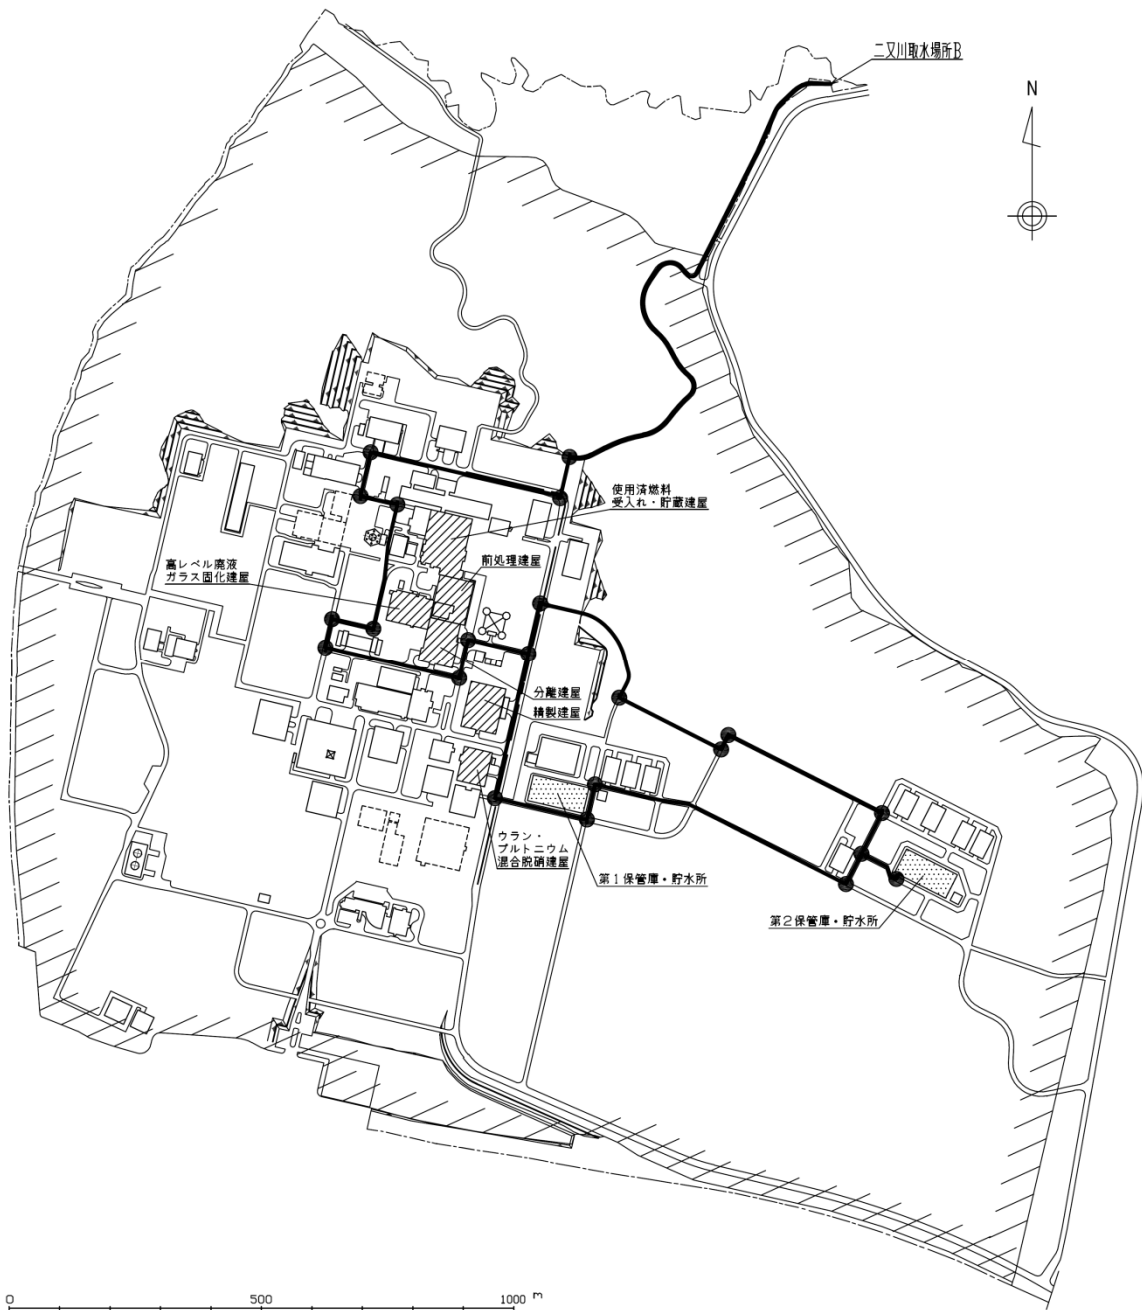 二又川取水場所B
N
使用済燃料
受入れ・貯蔵建屋
前処理建屋
高レベル廃液
ガラス固化建屋
分離建屋
精製建屋
ウラン・
プルトニウム
混合脱硝建屋
第1保管庫・貯水所
第2保管庫・貯水所
0 500 1000 m